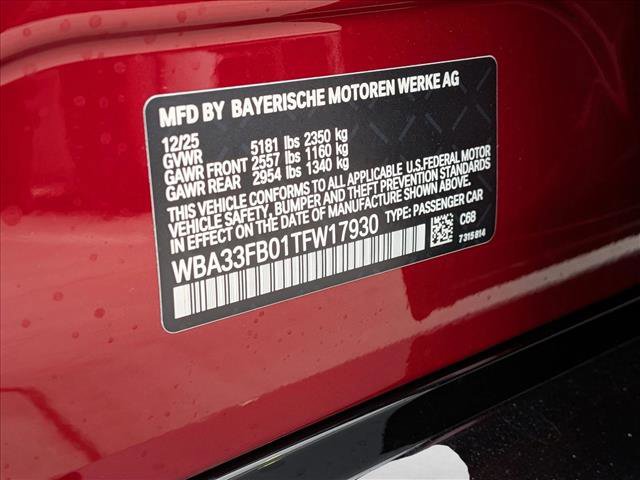 MFD BY BAYERISCHE MOTOREN WERKE AG
12/25
GVWR 5181 lbs 2350 kg
GAWR FRONT 2557 lbs 1160 kg
GAWR REAR 2954 lbs 1340 kg
THIS VEHICLE CONFORMS TO ALL APPLICABLE U.S.FEDERAL MOTOR
VEHICLE SAFETY, BUMPER AND THEFT PREVENTION STANDARDS
IN EFFECT ON THE DATE OF MANUFACTURE SHOWN ABOVE.
WBA33FB01TFW17930 TYPE: PASSENGER CAR
C68
7315814